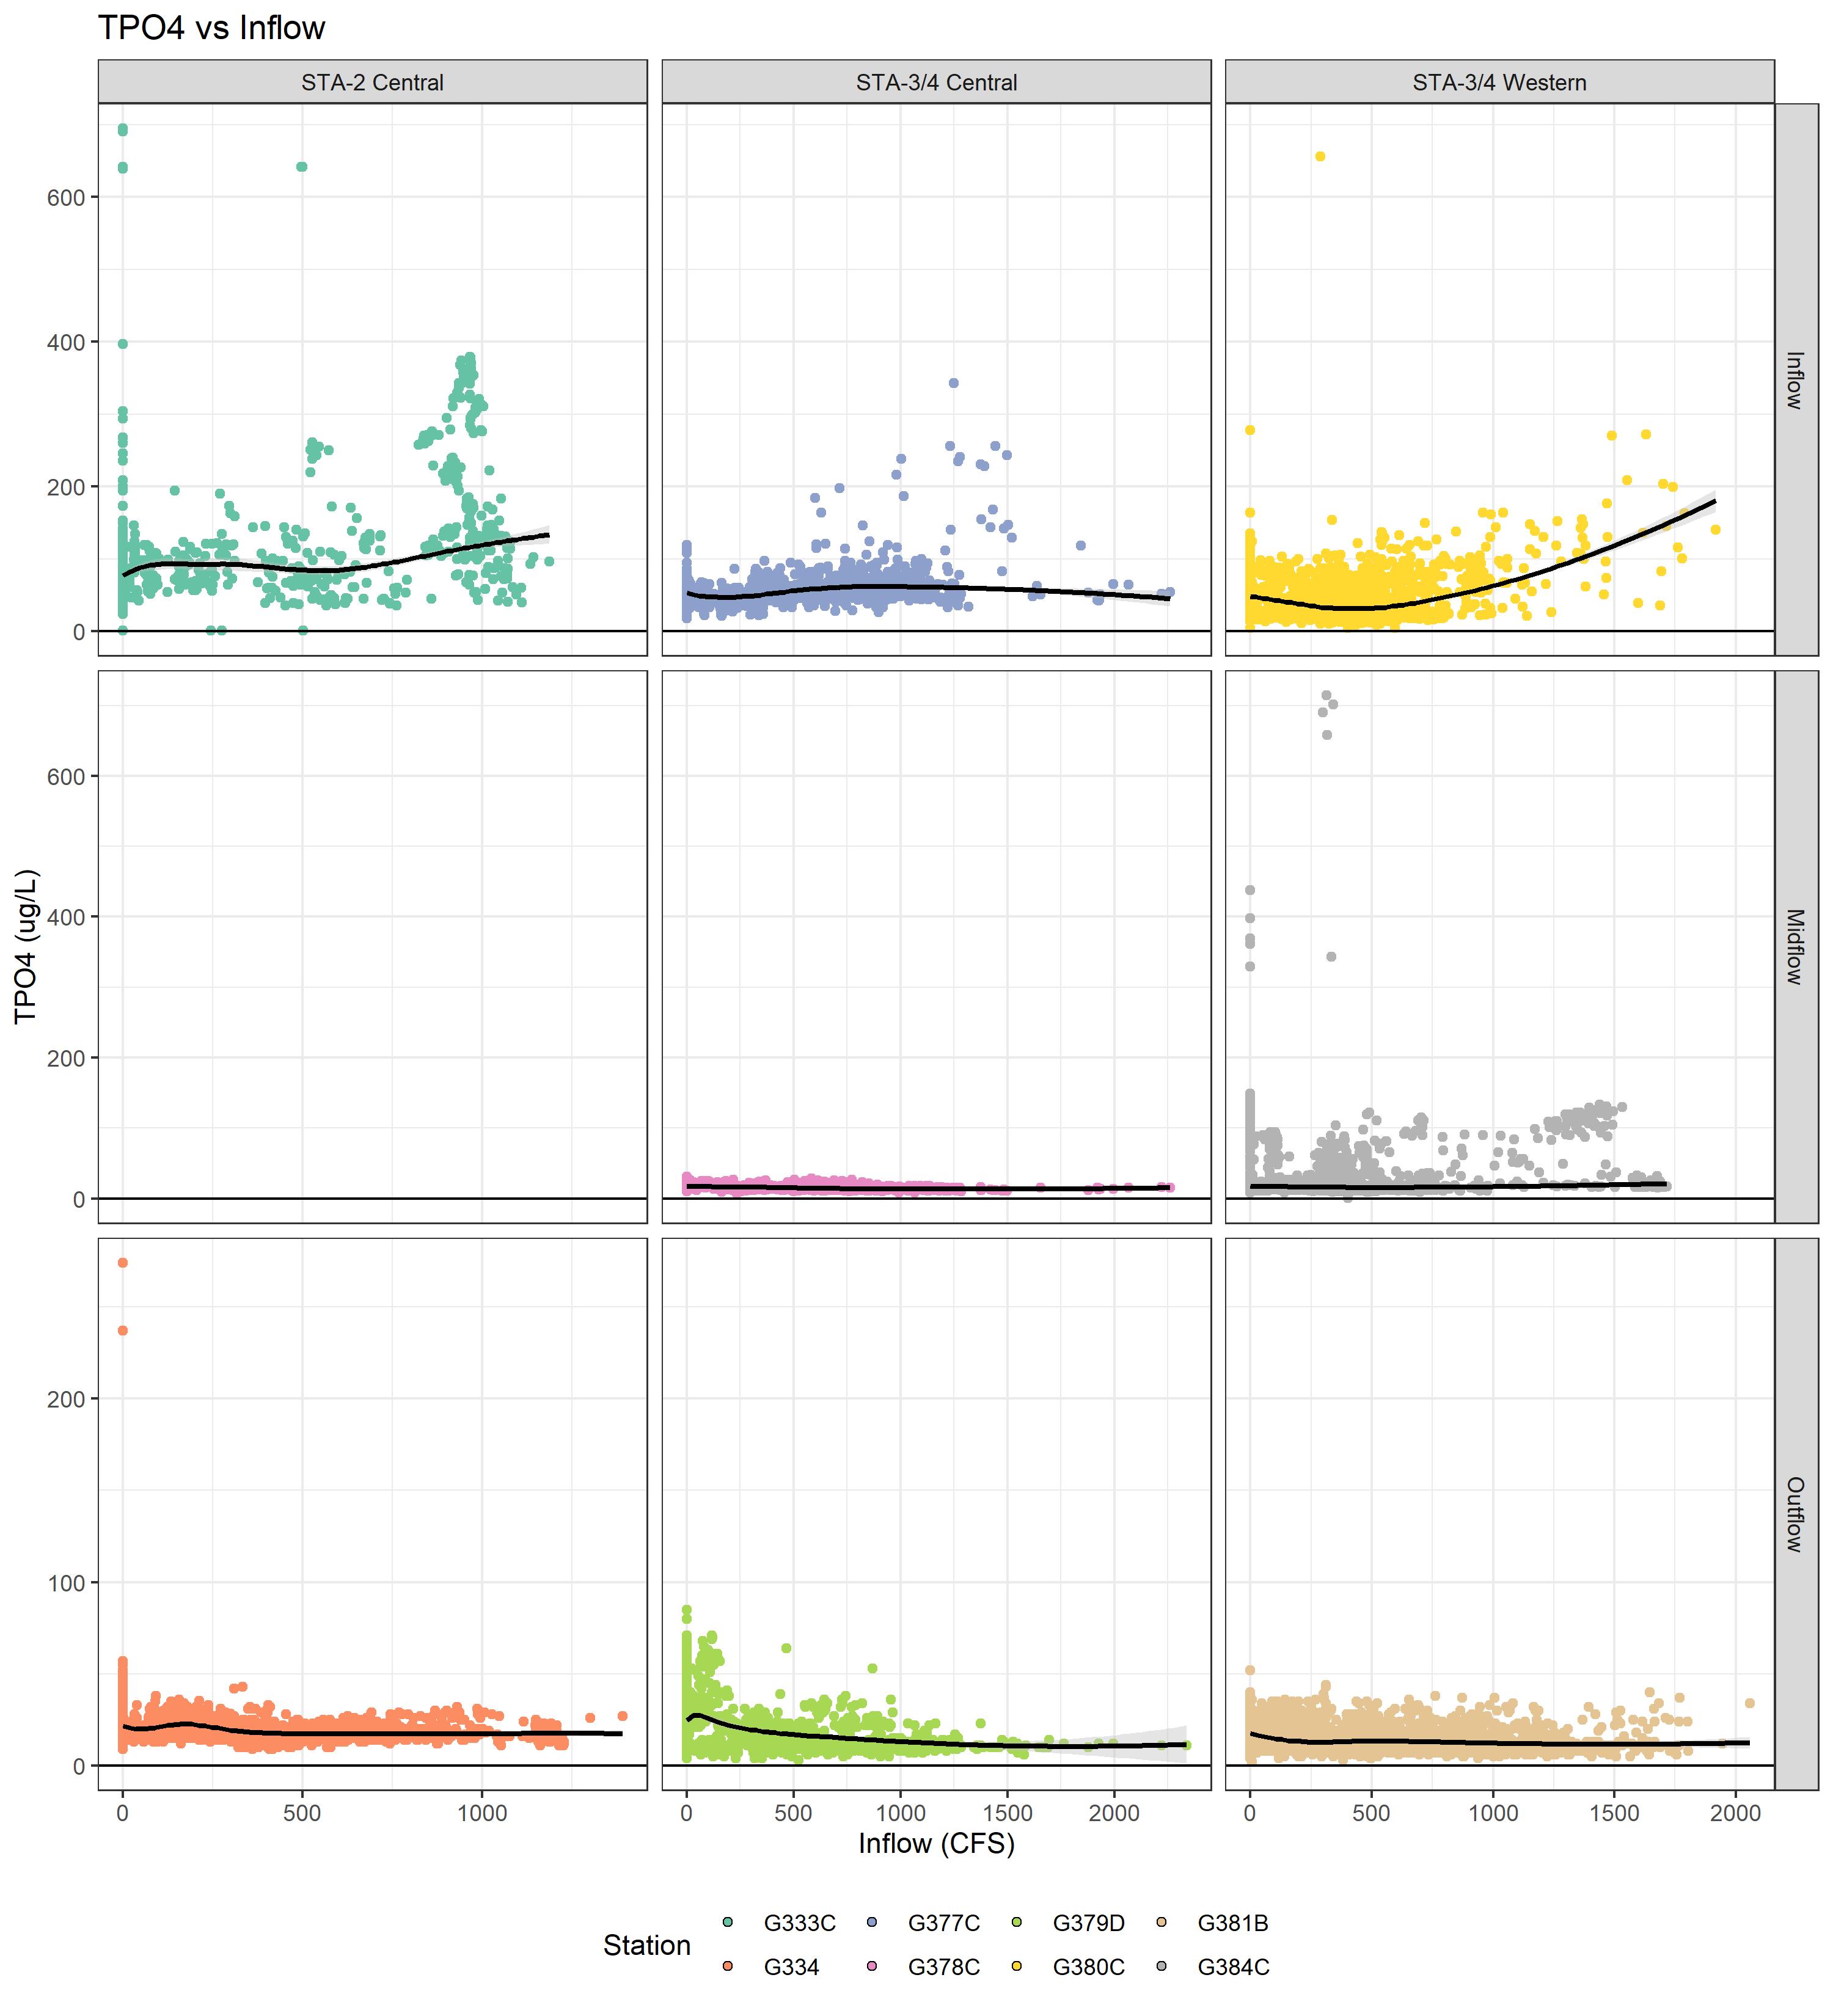 TPO4 vs Inflow
STA-2 Central
STA-3/4 Central
STA-3/4 Western
600
400
200
0
Inflow
600
400
200
0
Midflow
200
100
0
Outflow
TPO4 (ug/L)
0 500 1000
0 500 1000 1500 2000
0 500 1000 1500 2000
Inflow (CFS)
Station
G333C G377C G379D G381B
G334 G378C G380C G384C